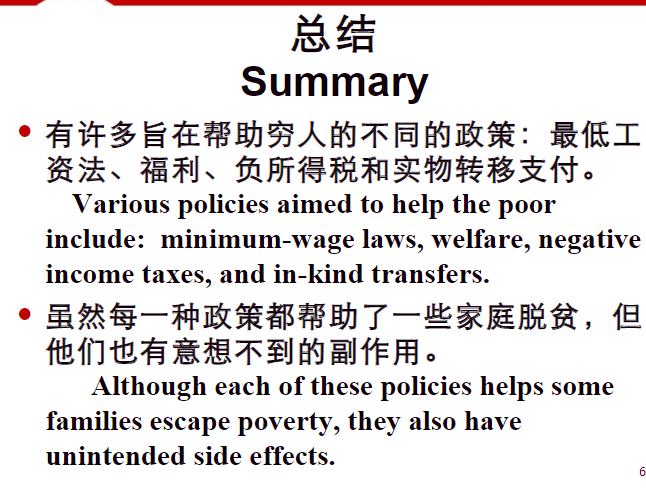 总结
Summary
• 有许多旨在帮助穷人的不同的政策：最低工
资法、福利、负所得税和实物转移支付。
Various policies aimed to help the poor
include: minimum-wage laws, welfare, negative
income taxes, and in-kind transfers.
• 虽然每一种政策都帮助了一些家庭脱贫，但
他们也有意想不到的副作用。
Although each of these policies helps some
families escape poverty, they also have
unintended side effects.
6